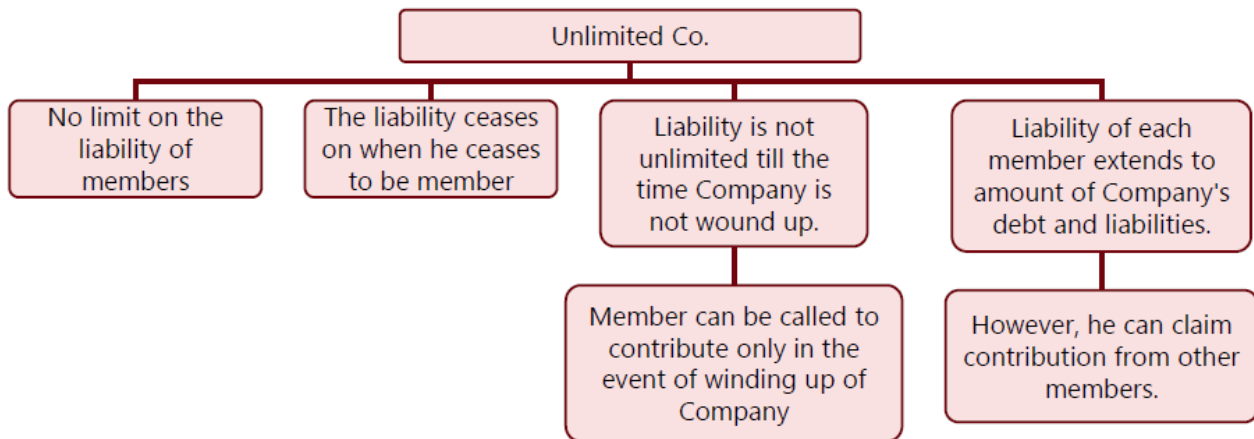 Unlimited Co.
No limit on the
liability of
members
The liability ceases
on when he ceases
to be member
Liability is not
unlimited till the
time Company is
not wound up.
Liability of each
member extends to
amount of Company's
debt and liabilities.
Member can be called to
contribute only in the
event of winding up of
Company
However, he can claim
contribution from other
members.